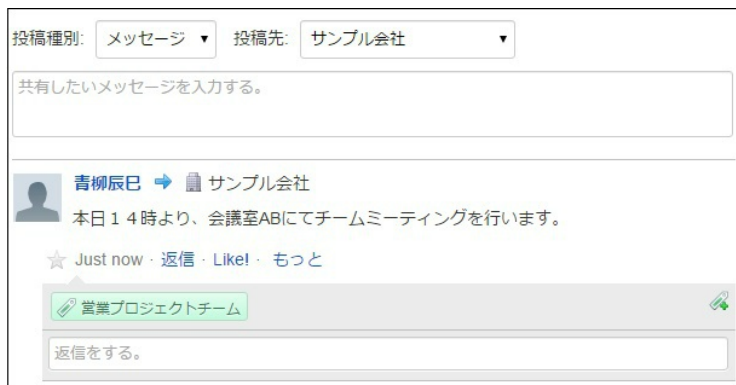 投稿種別: メッセージ 投稿先: サンプル会社
共有したいメッセージを入力する。
青柳辰巳 サンプル会社
本日１４時より、会議室ABにてチームミーティングを行います。
Just now · 返信 · Like! · もっと
営業プロジェクトチーム
返信をする。